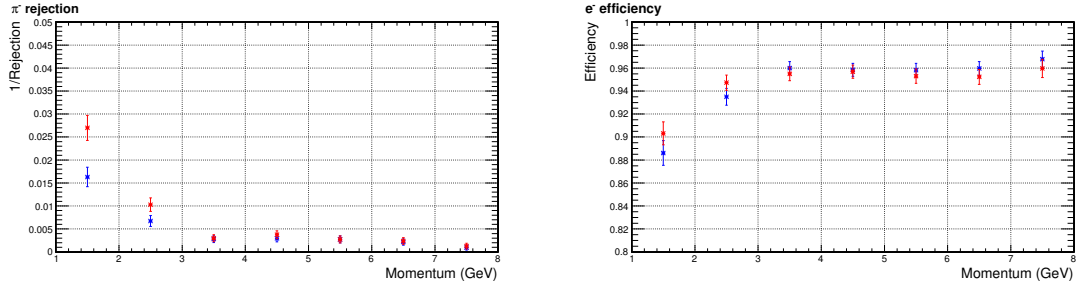 π⁻ rejection
1/Rejection
0.05
0.045
0.04
0.035
0.03
0.025
0.02
0.015
0.01
0.005
0
1 2 3 4 5 6 7 8
Momentum (GeV)
e⁻ efficiency
Efficiency
1
0.98
0.96
0.94
0.92
0.9
0.88
0.86
0.84
0.82
0.8
1 2 3 4 5 6 7 8
Momentum (GeV)